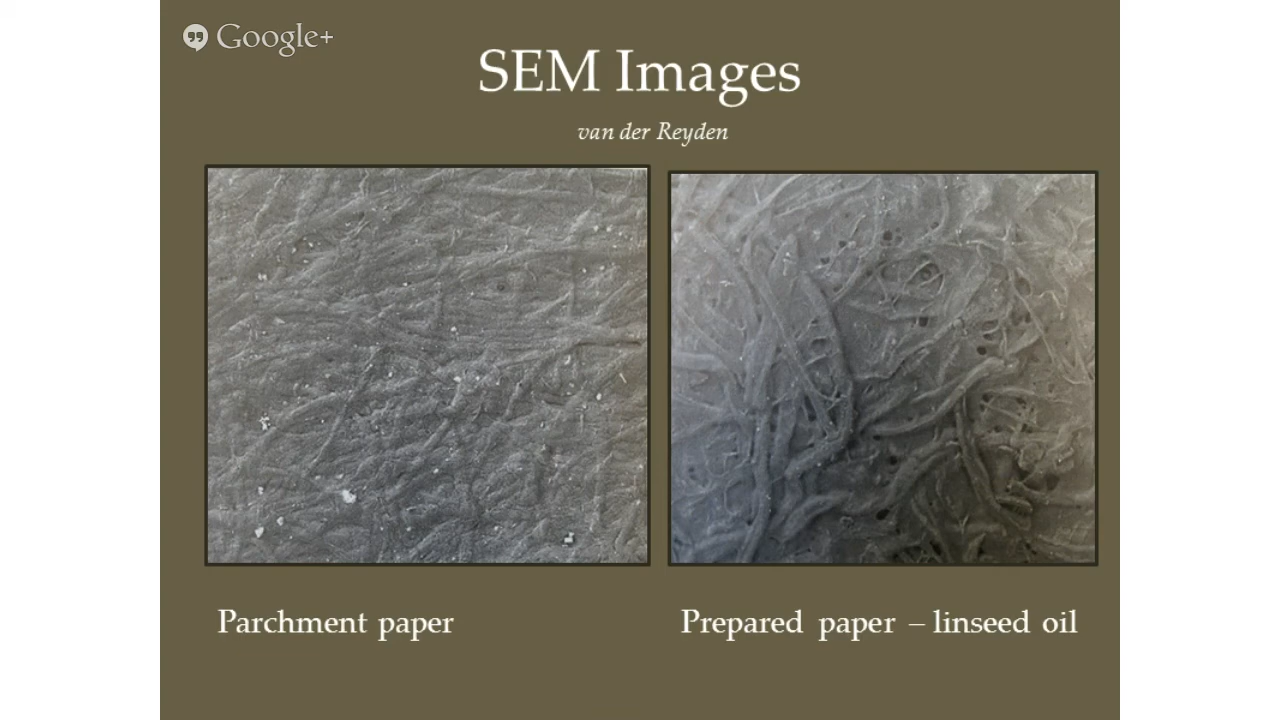 Google+
SEM Images
van der Reyden
Parchment paper
Prepared paper – linseed oil